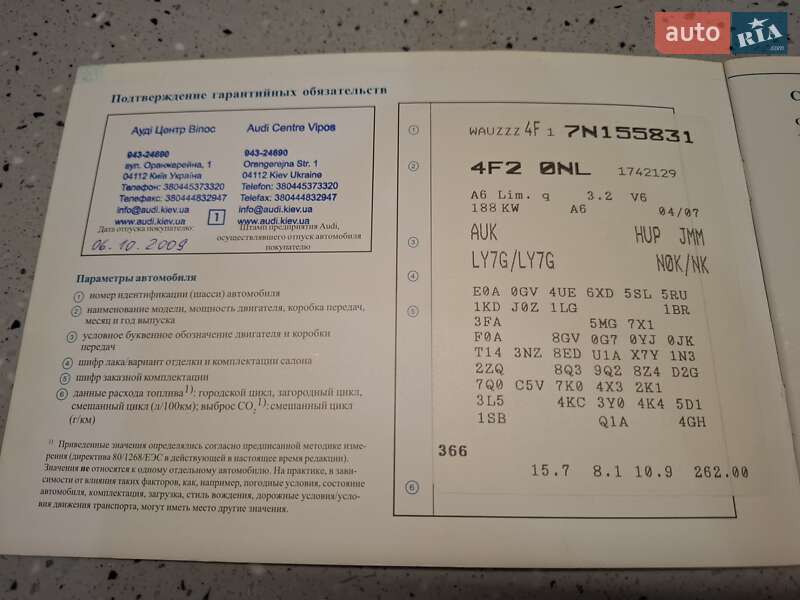 auto RIA
.com
Подтверждение гарантийных обязательств
Ауді Центр Віпос
943-24690
вул. Оранжерейна, 1
04112 Київ Україна
Телефон: 380445373320
Телефакс: 380444832947
info@audi.kiev.ua
www.audi.kiev.ua
1
Audi Centre Vipos
943-24690
Orengerejna Str. 1
04112 Kiev Ukraine
Telefon: 380445373320
Telefax: 380444832947
info@audi.kiev.ua
www.audi.kiev.ua
Дата отпуска покупателю:
06.10.2009
Штамп предприятия Audi,
осуществлявшего отпуск автомобиля
покупателю
Параметры автомобиля
1 номер идентификации (шасси) автомобиля
2 наименование модели, мощность двигателя, коробка передач,
месяц и год выпуска
3 условное буквенное обозначение двигателя и коробки
передач
4 шифр лака/вариант отделки и комплектации салона
5 шифр заказной комплектации
6 данные расхода топлива1): городской цикл, загородный цикл,
смешанный цикл (л/100км); выброс CO2 1): смешанный цикл
(г/км)
1) Приведенные значения определялись согласно предписанной методике изме-
рения (директива 80/1268/ЕЭС в действующей в настоящее время редакции).
Значения не относятся к одному отдельному автомобилю. На практике, в зави-
симости от влияния таких факторов, как, например, погодные условия, состояние
автомобиля, комплектация, загрузка, стиль вождения, дорожные условия/усло-
вия движения транспорта, могут иметь место другие значения.
1 WAUZZZ 4F 1 7N155831
2 4F2 0NL 1742129
A6 Lim. q 3.2 V6
188 KW A6 04/07
3 AUK HUP JMM
4 LY7G/LY7G N0K/NK
5 E0A 0GV 4UE 6XD 5SL 5RU
1KD J0Z 1LG 1BR
3FA 5MG 7X1
F0A 8GV 0G7 0YJ 0JK
T14 3NZ 8ED U1A X7Y 1N3
2ZQ 8Q3 9Q2 8Z4 D2G
7Q0 C5V 7K0 4X3 2K1
3L5 4KC 3Y0 4K4 5D1
1SB Q1A 4GH
366
6 15.7 8.1 10.9 262.00